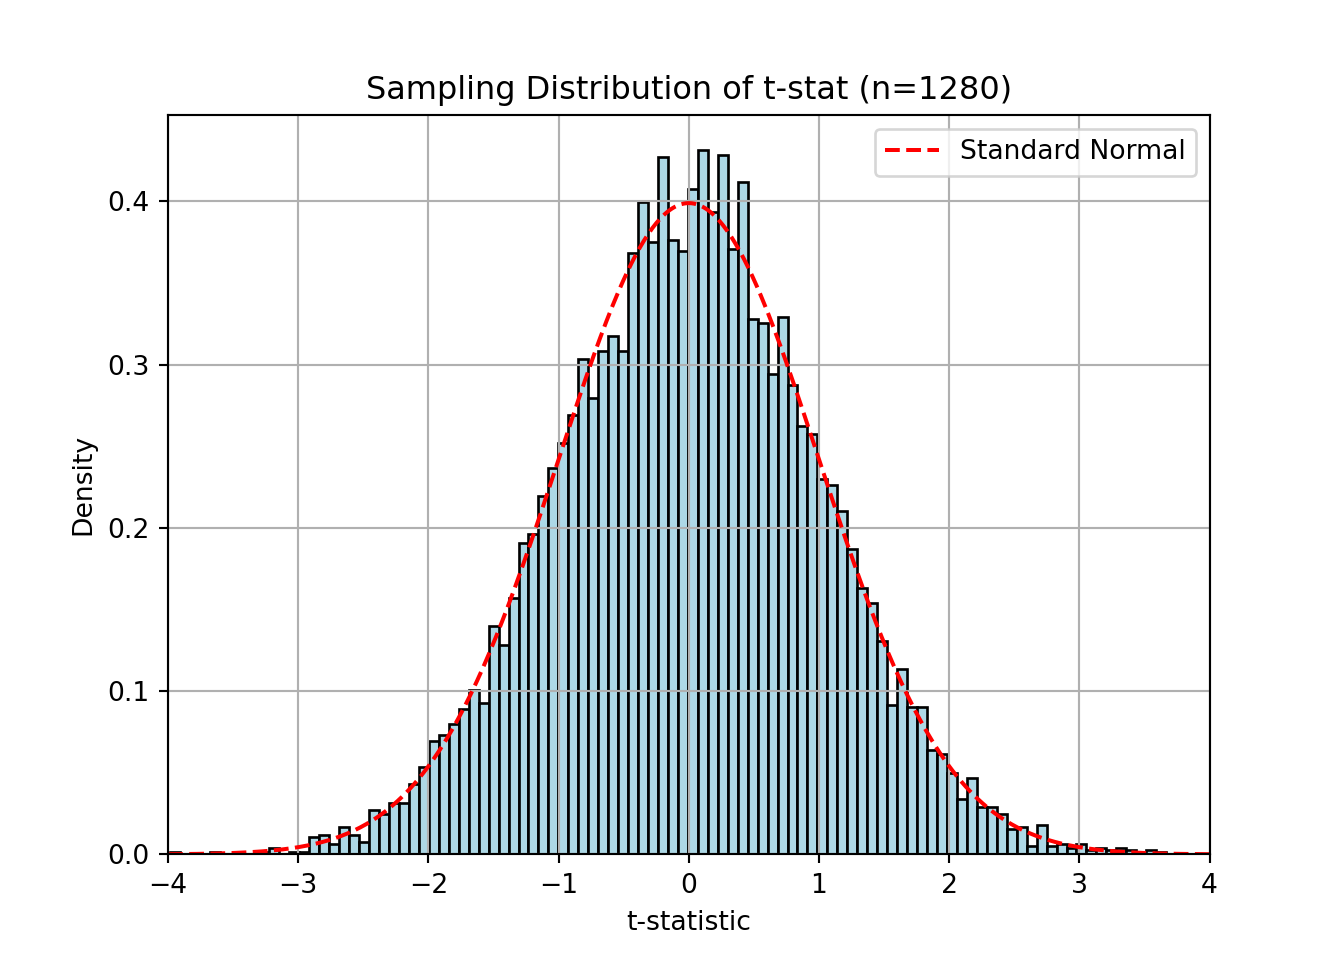 Sampling Distribution of t-stat (n=1280)
Standard Normal
Density
0.4
0.3
0.2
0.1
0.0
−4 −3 −2 −1 0 1 2 3 4
t-statistic